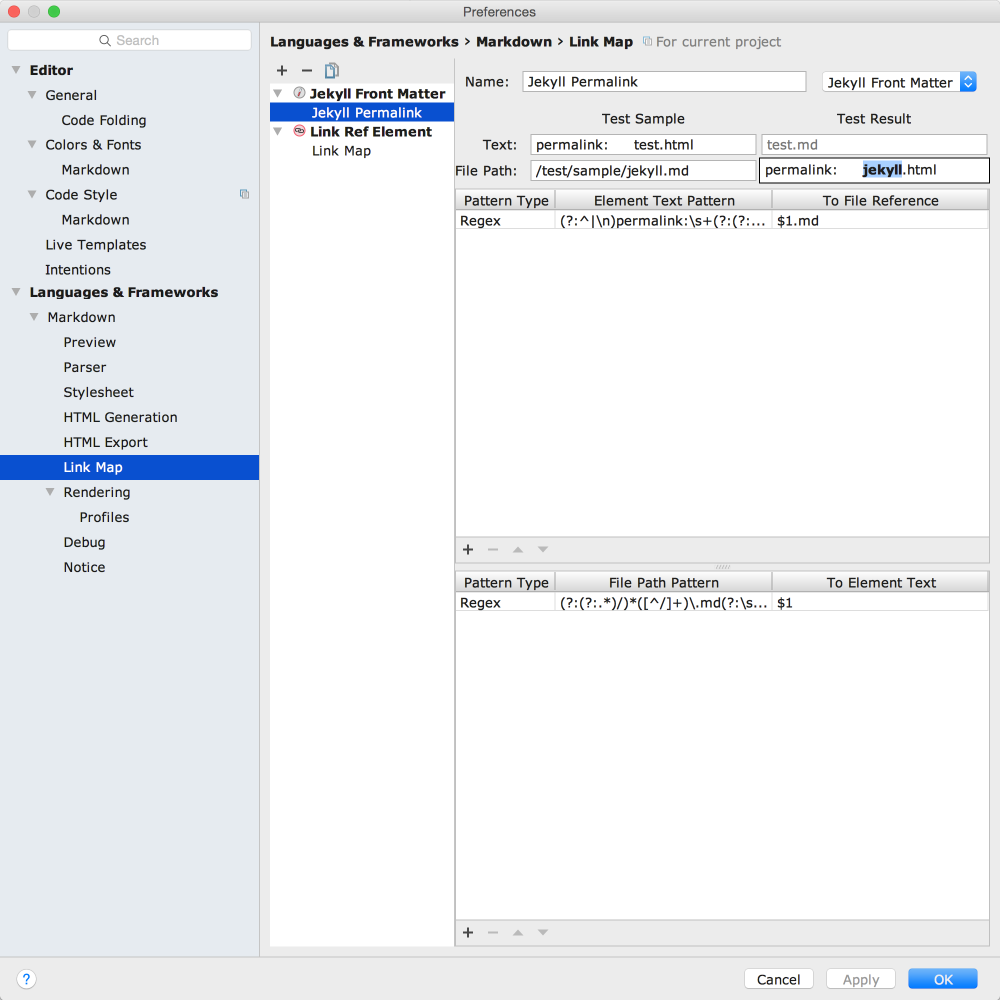 Preferences
Search
Editor
General
Code Folding
Colors & Fonts
Markdown
Code Style
Markdown
Live Templates
Intentions
Languages & Frameworks
Markdown
Preview
Parser
Stylesheet
HTML Generation
HTML Export
Link Map
Rendering
Profiles
Debug
Notice
Languages & Frameworks › Markdown › Link Map For current project
Jekyll Front Matter
Jekyll Permalink
Link Ref Element
Link Map
Name: Jekyll Permalink Jekyll Front Matter
Test Sample Test Result
Text: permalink: test.html test.md
File Path: /test/sample/jekyll.md permalink: jekyll.html
Pattern Type Element Text Pattern To File Reference
Regex (?:^|\n)permalink:\s+(?:(?:... $1.md
Pattern Type File Path Pattern To Element Text
Regex (?:(?:.*)/)*([^/]+)\.md(?:\s... $1
? Cancel Apply OK